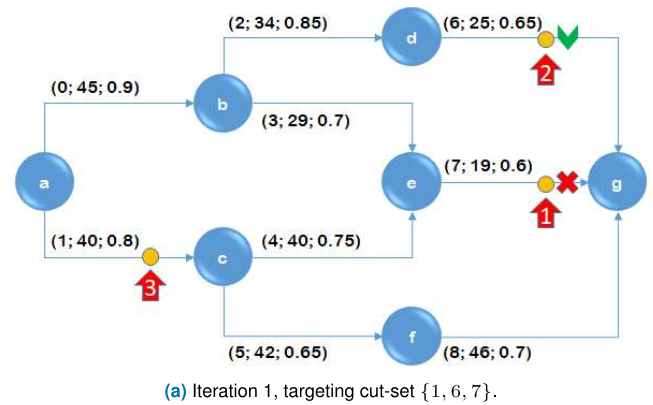 (2; 34; 0.85)
d
(6; 25; 0.65)
2
(0; 45; 0.9)
b
(3; 29; 0.7)
a
e
(7; 19; 0.6)
1
g
(1; 40; 0.8)
3
c
(4; 40; 0.75)
(5; 42; 0.65)
f
(8; 46; 0.7)
(a) Iteration 1, targeting cut-set {1, 6, 7}.